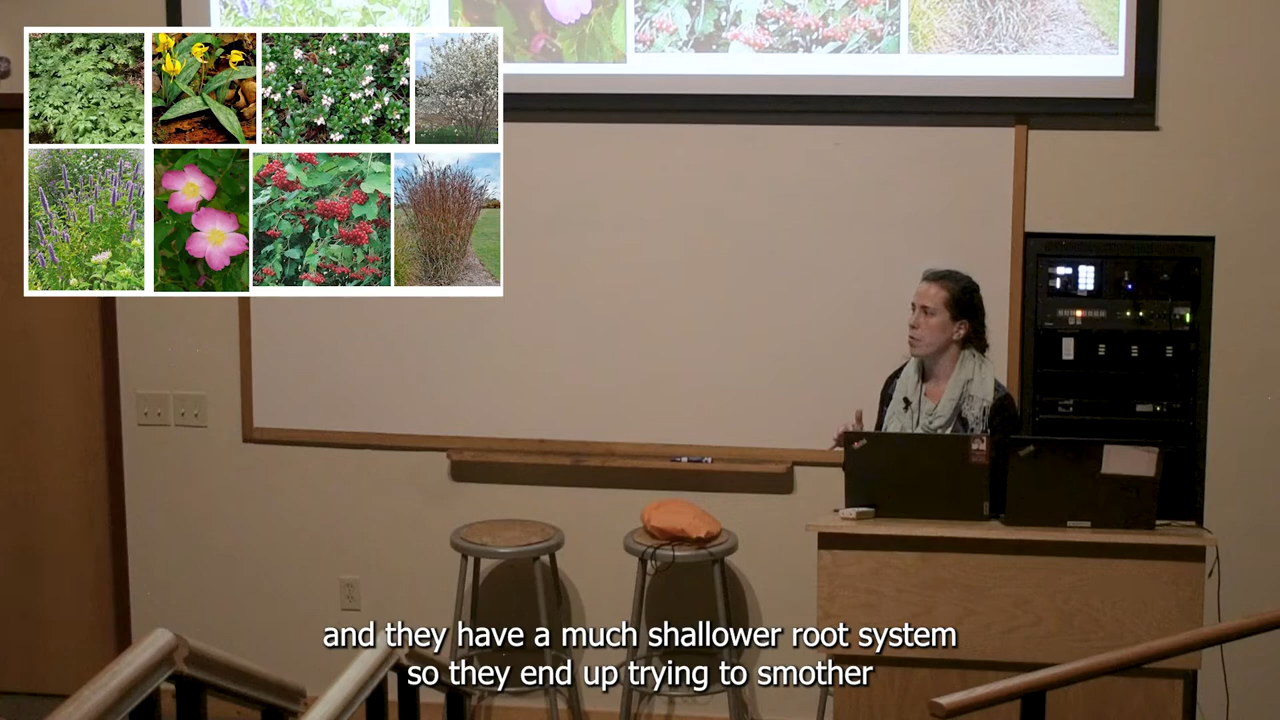 and they have a much shallower root system
so they end up trying to smother